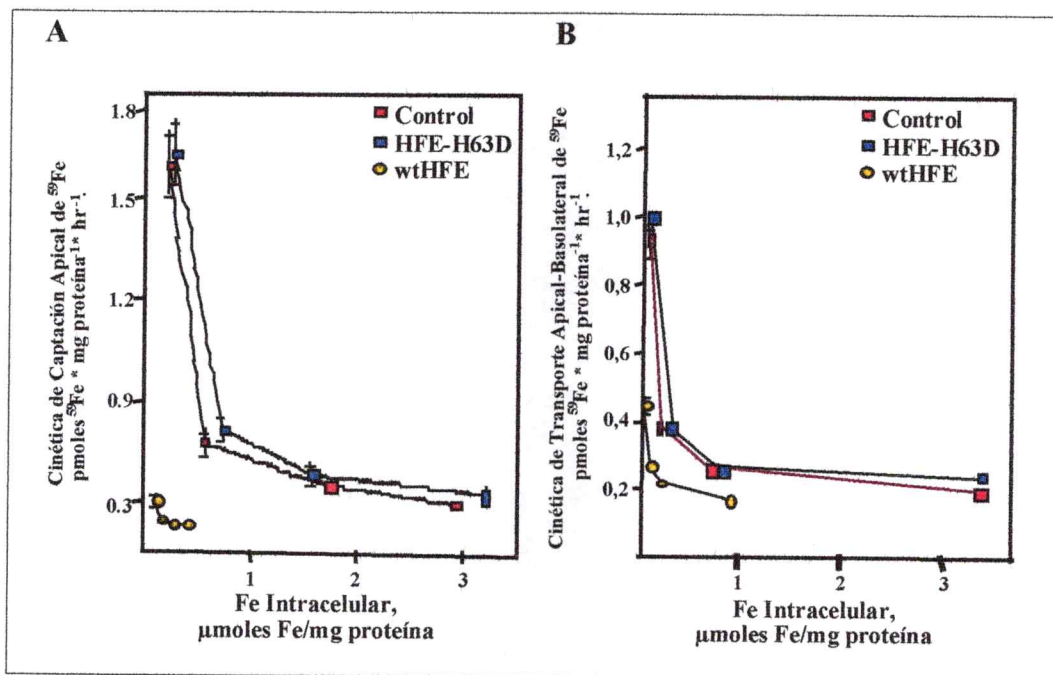 A
Cinética de Captación Apical de ⁵⁹Fe
pmoles ⁵⁹Fe * mg proteína⁻¹* hr⁻¹.
1.8
1.5
1.2
0.9
0.3
Control
HFE-H63D
wtHFE
1
2
3
Fe Intracelular,
µmoles Fe/mg proteína
B
Cinética de Transporte Apical-Basolateral de ⁵⁹Fe
pmoles ⁵⁹Fe * mg proteína⁻¹* hr⁻¹.
1,2
1,0
0,8
0,6
0,4
0,2
Control
HFE-H63D
wtHFE
1
2
3
Fe Intracelular,
µmoles Fe/mg proteína